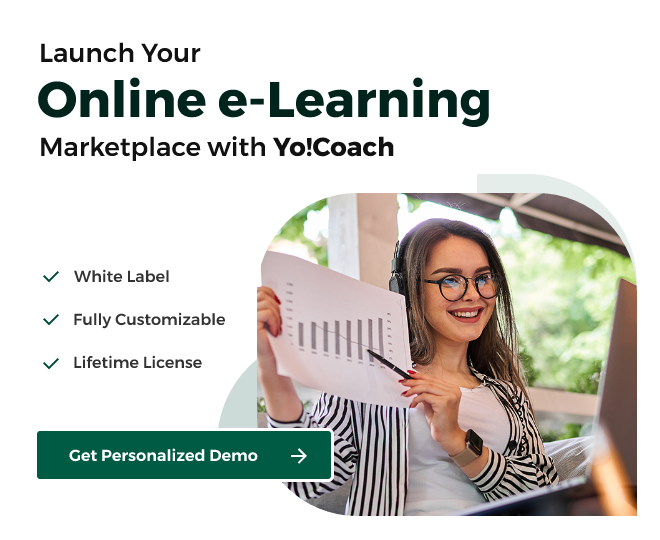 Launch Your
Online e-Learning
Marketplace with Yo!Coach
White Label
Fully Customizable
Lifetime License
Get Personalized Demo